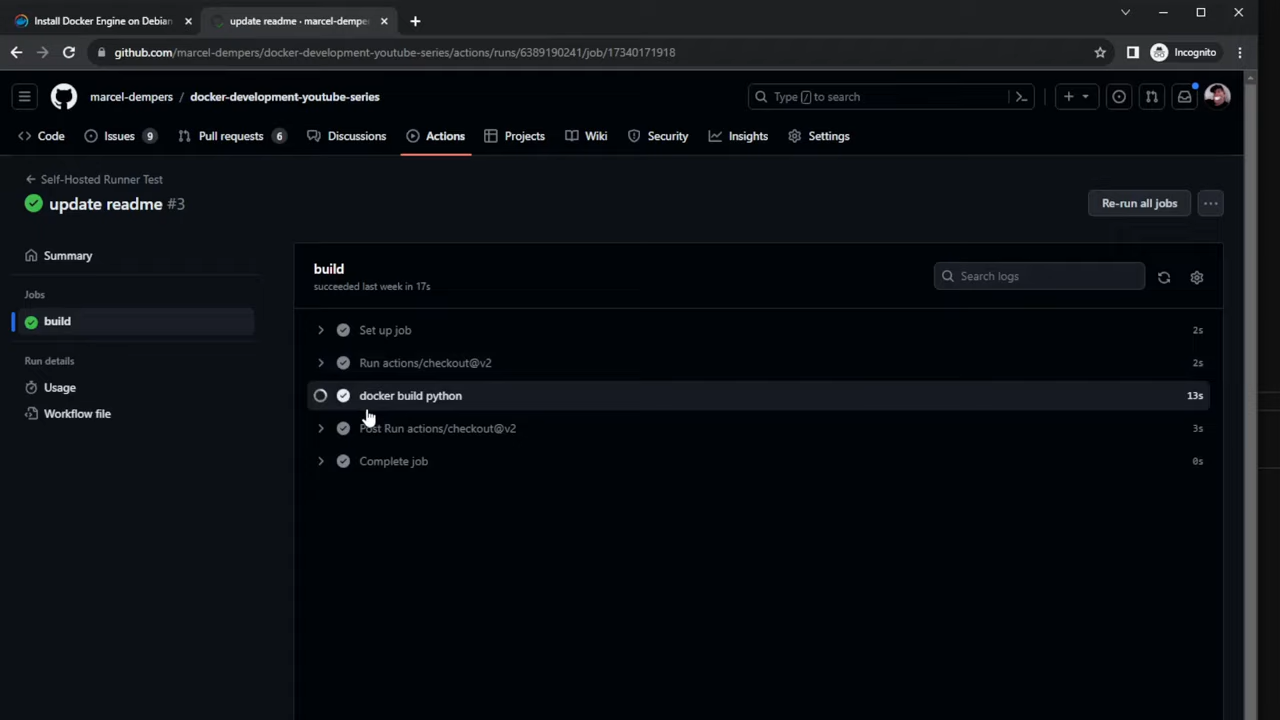 Install Docker Engine on Debian
update readme · marcel-dempers
github.com/marcel-dempers/docker-development-youtube-series/actions/runs/6389190241/job/17340171918
Incognito
marcel-dempers / docker-development-youtube-series
Type / to search
Code
Issues 9
Pull requests 6
Discussions
Actions
Projects
Wiki
Security
Insights
Settings
Self-Hosted Runner Test
update readme #3
Re-run all jobs
Summary
Jobs
build
Run details
Usage
Workflow file
build
succeeded last week in 17s
Search logs
Set up job 2s
Run actions/checkout@v2 2s
docker build python 13s
Post Run actions/checkout@v2 3s
Complete job 0s